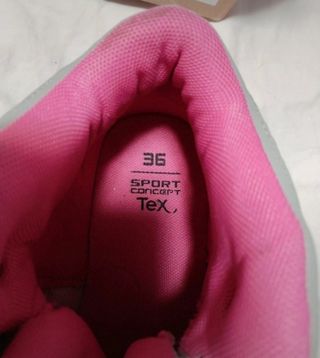 36
SPORT
CONCEPT
Tex,